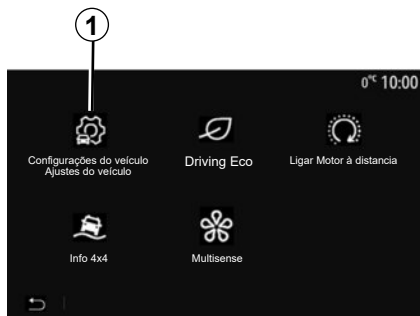 1
0°C 10:00
Configurações do veículo
Ajustes do veículo
Driving Eco
Ligar Motor à distancia
Info 4x4
Multisense